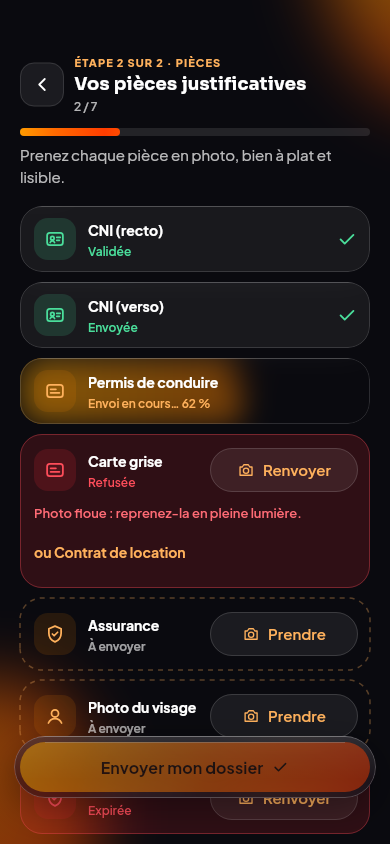 ÉTAPE 2 SUR 2 · PIÈCES
Vos pièces justificatives
2/7
Prenez chaque pièce en photo, bien à plat et
lisible.
CNI (recto)
Validée
CNI (verso)
Envoyée
Permis de conduire
Envoi en cours… 62 %
Carte grise
Refusée
Renvoyer
Photo floue : reprenez-la en pleine lumière.
ou Contrat de location
Assurance
À envoyer
Prendre
Photo du visage
À envoyer
Prendre
Envoyer mon dossier
Expirée
Renvoyer